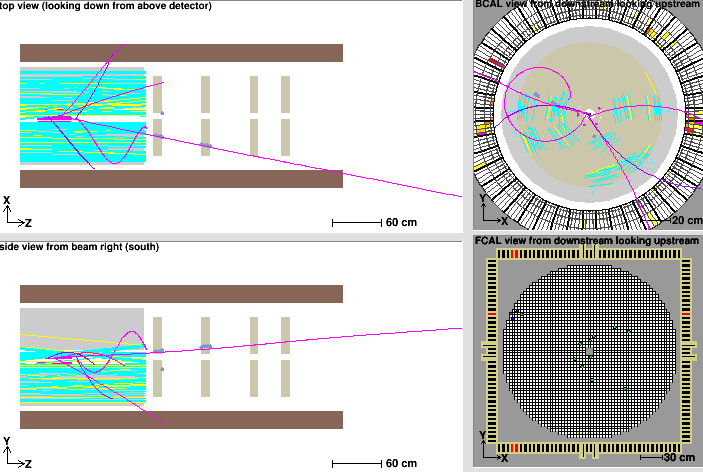 top view (looking down from above detector)
X
Z
60 cm
BCAL view from downstream looking upstream
Y
X
20 cm
side view from beam right (south)
Y
Z
60 cm
FCAL view from downstream looking upstream
Y
X
30 cm